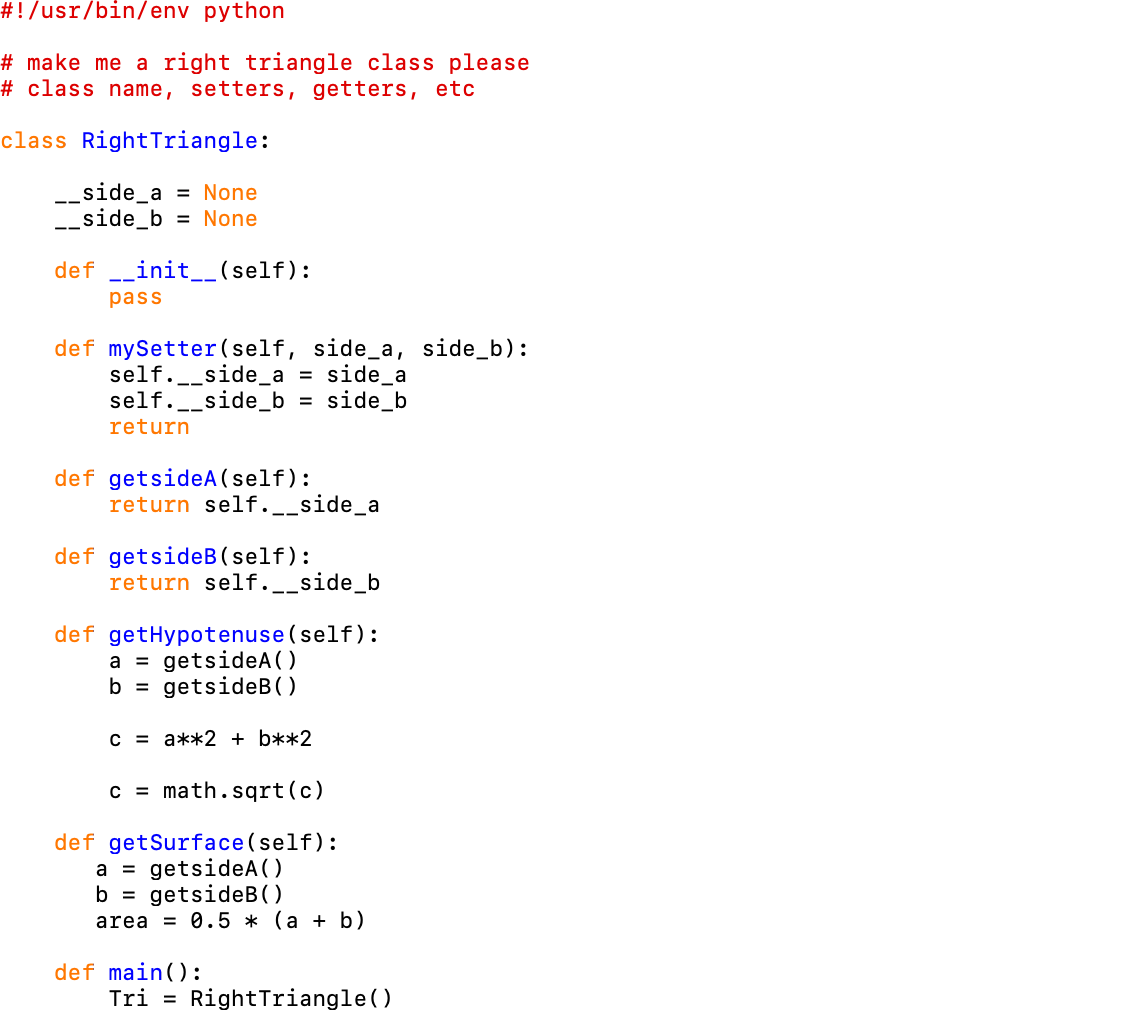 #!/usr/bin/env python
# make me a right triangle class please
# class name, setters, getters, etc
class RightTriangle:
    __side_a = None
    __side_b = None
    def __init__(self):
        pass
    def mySetter(self, side_a, side_b):
        self.__side_a = side_a
        self.__side_b = side_b
        return
    def getsideA(self):
        return self.__side_a
    def getsideB(self):
        return self.__side_b
    def getHypotenuse(self):
        a = getsideA()
        b = getsideB()
        c = a**2 + b**2
        c = math.sqrt(c)
    def getSurface(self):
       a = getsideA()
       b = getsideB()
       area = 0.5 * (a + b)
    def main():
        Tri = RightTriangle()